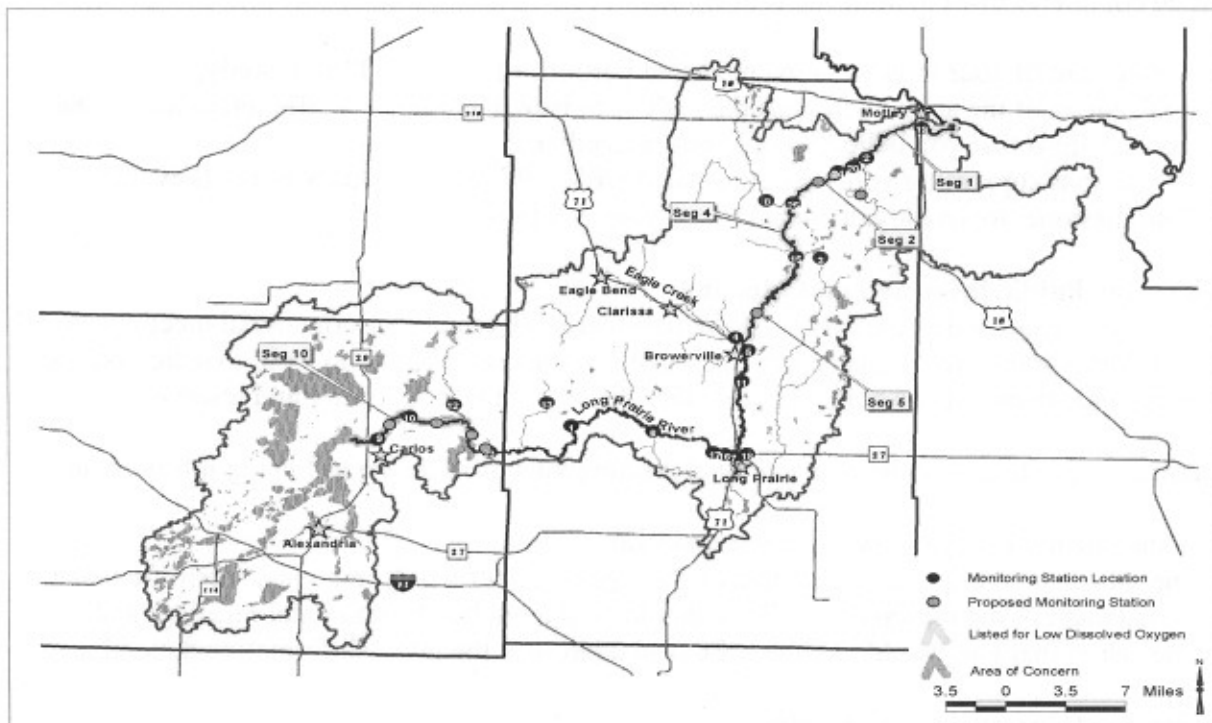 Motley
Seg 1
Seg 4
Seg 2
71
Eagle Bend
Eagle Creek
Clarissa
Browerville
Seg 10
29
Seg 5
10
Long Prairie River
Carlos
27
Long Prairie
71
Alexandria
27
114
Monitoring Station Location
Proposed Monitoring Station
Listed for Low Dissolved Oxygen
Area of Concern
N
3.5 0 3.5 7 Miles